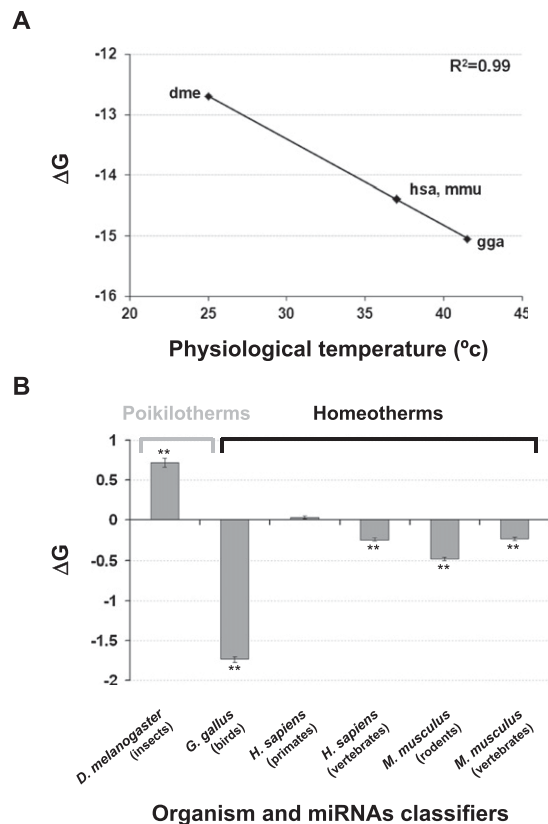 A
-12
R²=0.99
dme
-13
ΔG
-14
hsa, mmu
-15
gga
-16
20 25 30 35 40 45
Physiological temperature (ºc)
B
Poikilotherms Homeotherms
1
**
0.5
0
ΔG
-0.5
** ** **
-1
-1.5
**
-2
D. melanogaster
(insects)
G. gallus
(birds)
H. sapiens
(primates)
H. sapiens
(vertebrates)
M. musculus
(rodents)
M. musculus
(vertebrates)
Organism and miRNAs classifiers